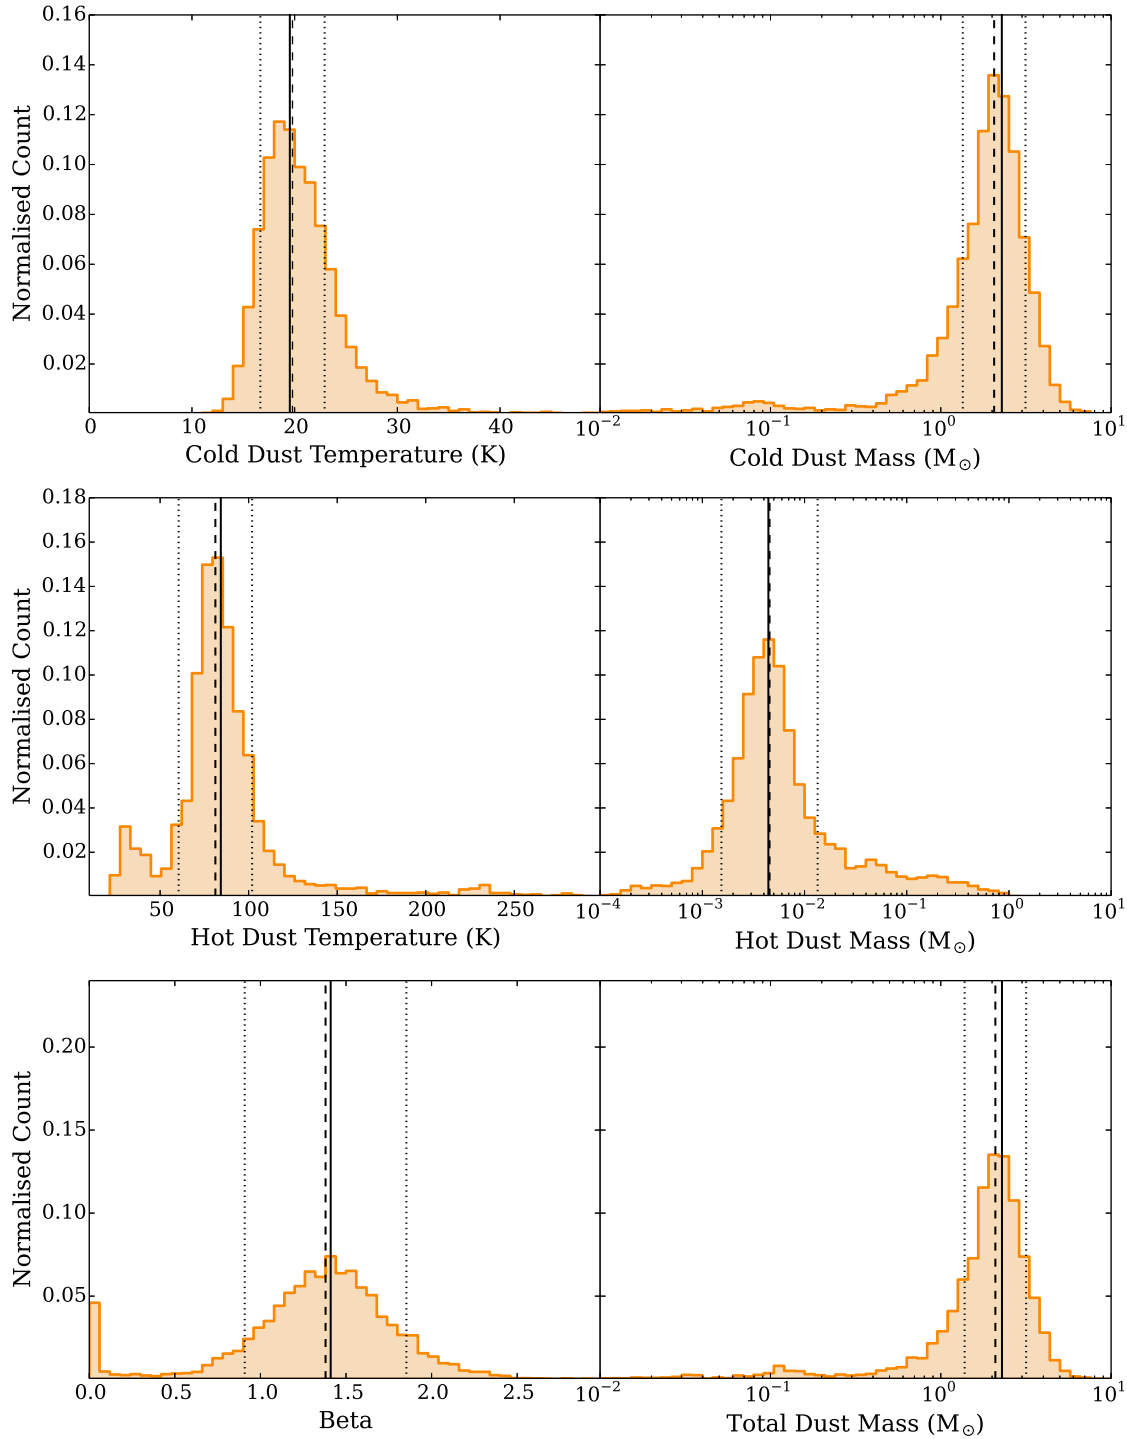 0.16
0.14
0.12
0.10
0.08
0.06
0.04
0.02
Normalised Count
0 10 20 30 40
Cold Dust Temperature (K)
10⁻² 10⁻¹ 10⁰ 10¹
Cold Dust Mass (M⊙)
0.18
0.16
0.14
0.12
0.10
0.08
0.06
0.04
0.02
Normalised Count
50 100 150 200 250
Hot Dust Temperature (K)
10⁻⁴ 10⁻³ 10⁻² 10⁻¹ 10⁰ 10¹
Hot Dust Mass (M⊙)
0.20
0.15
0.10
0.05
Normalised Count
0.0 0.5 1.0 1.5 2.0 2.5
Beta
10⁻² 10⁻¹ 10⁰ 10¹
Total Dust Mass (M⊙)